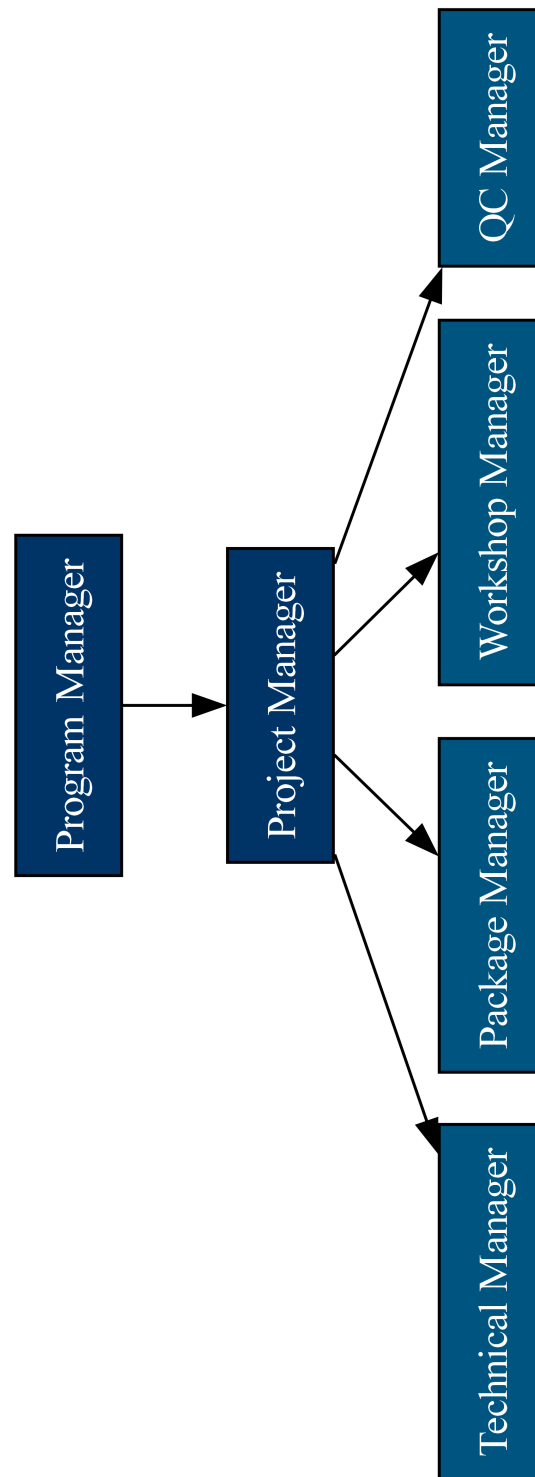 Program Manager
Project Manager
Technical Manager
Package Manager
Workshop Manager
QC Manager